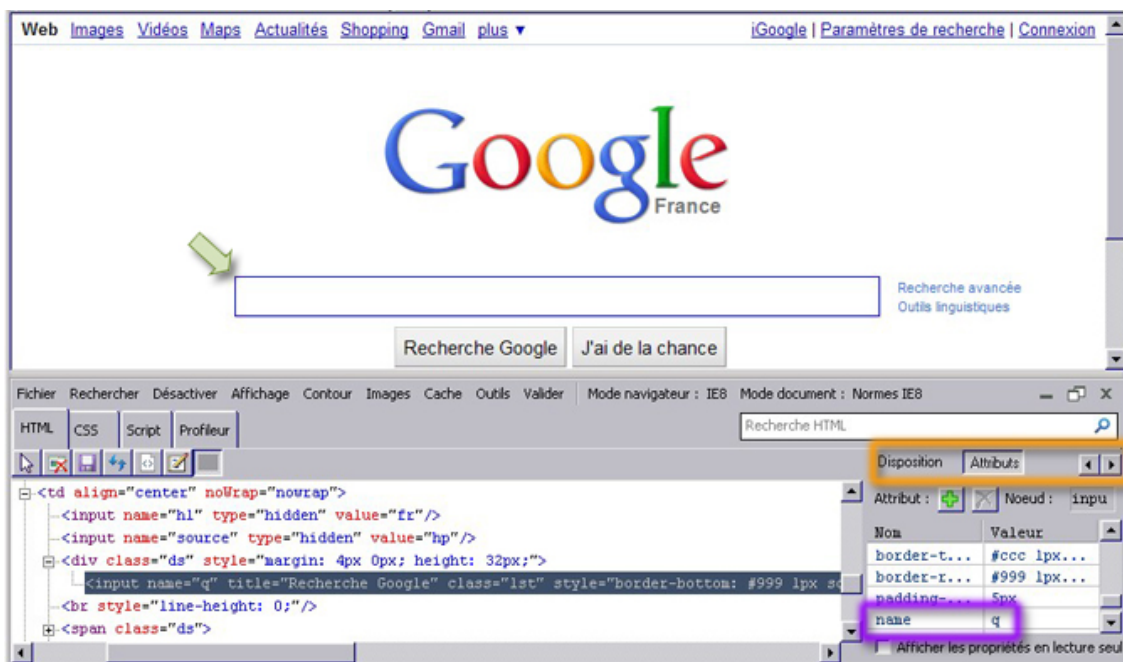 Web Images Vidéos Maps Actualités Shopping Gmail plus ▼ iGoogle | Paramètres de recherche | Connexion
Google
France
Recherche avancée
Outils linguistiques
Recherche Google J'ai de la chance
Fichier Rechercher Désactiver Affichage Contour Images Cache Outils Valider Mode navigateur : IE8 Mode document : Normes IE8
HTML CSS Script Profileur Recherche HTML
Disposition Attributs
Attribut : Noeud : inpu
Nom Valeur
<td align="center" noWrap="nowrap">
<input name="hl" type="hidden" value="fr"/>
<input name="source" type="hidden" value="hp"/>
<div class="ds" style="margin: 4px 0px; height: 32px;">
<input name="q" title="Recherche Google" class="lst" style="border-bottom: #999 1px so
<br style="line-height: 0;"/>
<span class="ds">
border-t... #ccc 1px...
border-r... #999 1px...
padding-... 5px
name q
Afficher les propriétés en lecture seul